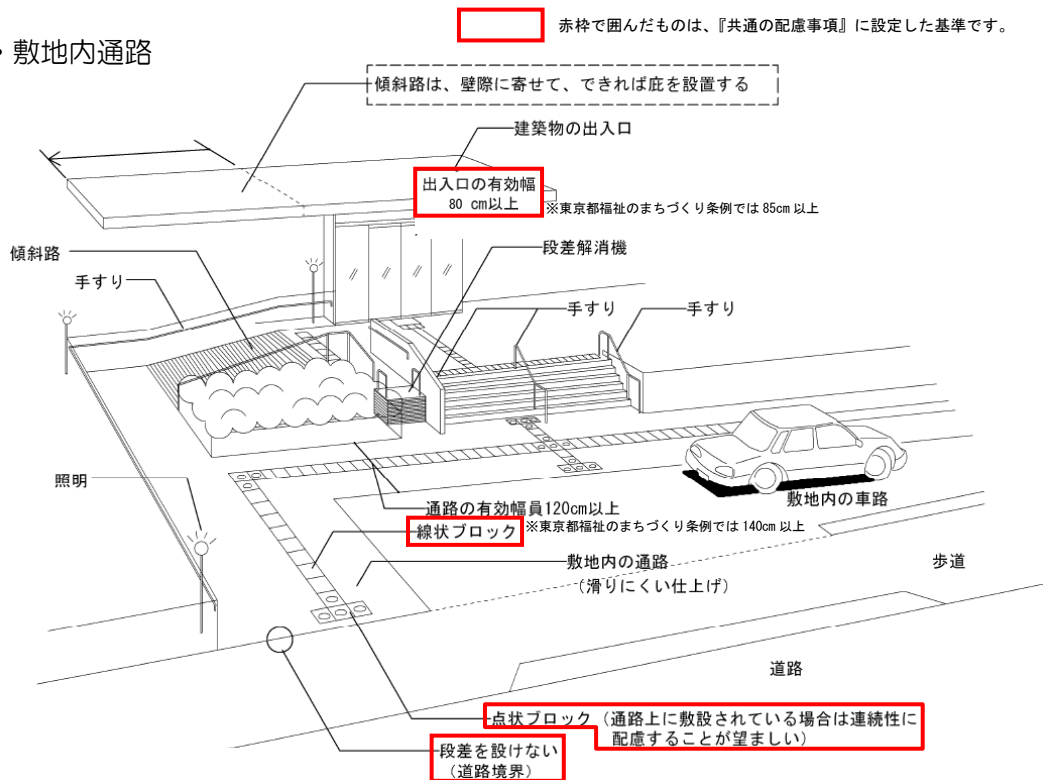 赤枠で囲んだものは、『共通の配慮事項』に設定した基準です。
・敷地内通路
傾斜路は、壁際に寄せて、できれば庇を設置する
建築物の出入口
出入口の有効幅
80 cm以上
※東京都福祉のまちづくり条例では 85cm 以上
傾斜路
段差解消機
手すり
手すり
手すり
照明
敷地内の車路
通路の有効幅員120cm以上
線状ブロック
※東京都福祉のまちづくり条例では 140cm 以上
敷地内の通路
(滑りにくい仕上げ)
歩道
道路
点状ブロック(通路上に敷設されている場合は連続性に
配慮することが望ましい)
段差を設けない
(道路境界)